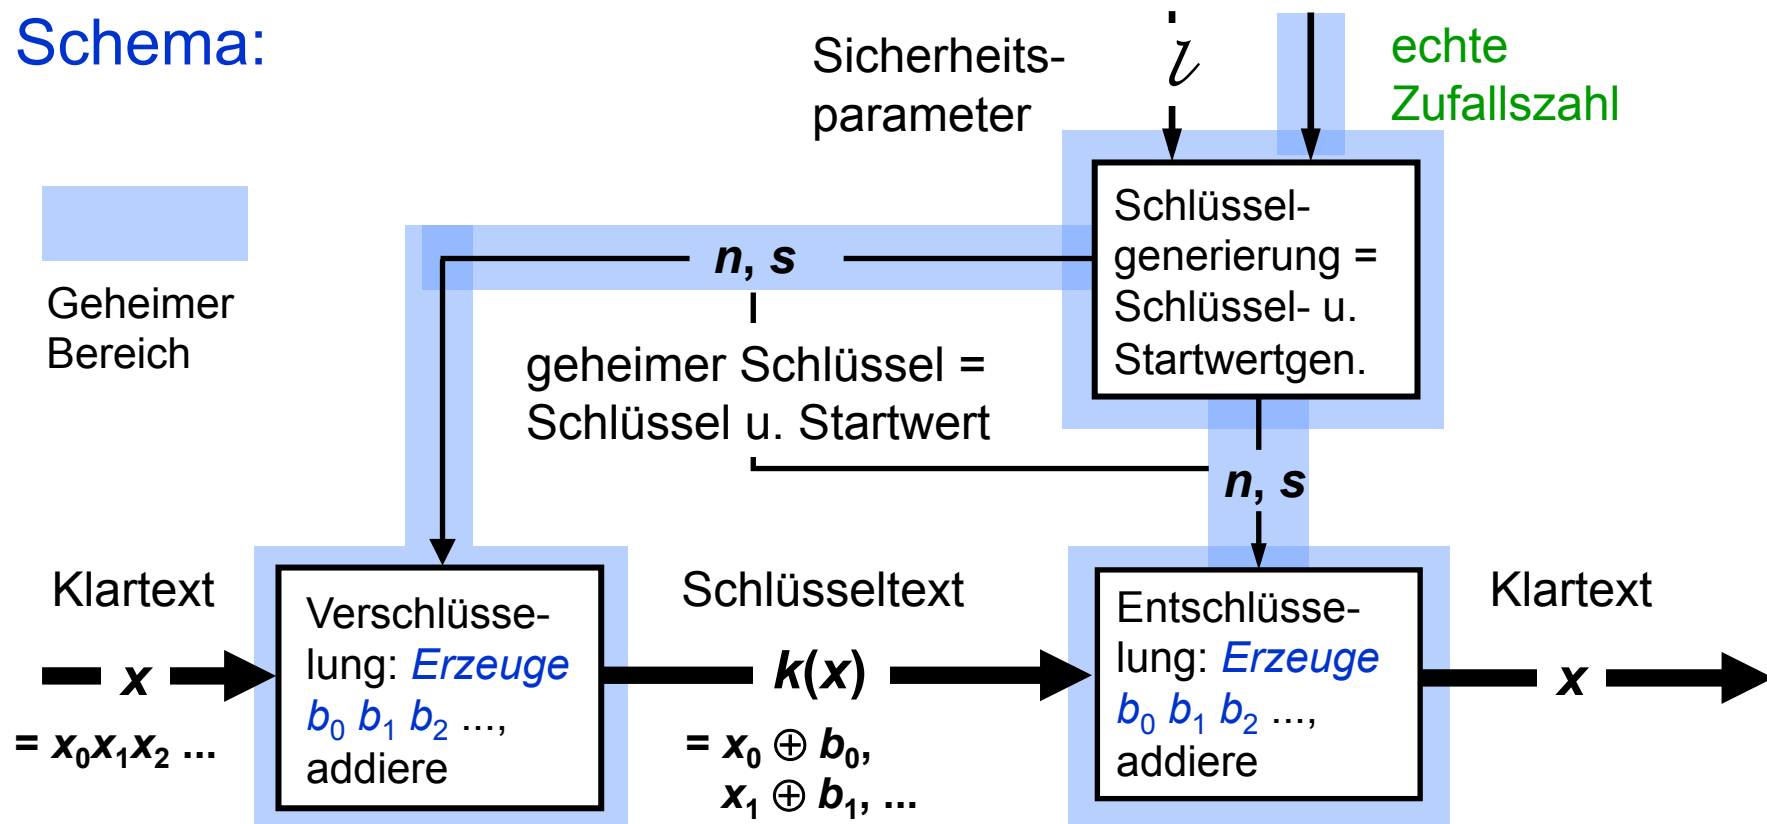 Schema:
Sicherheits-
parameter
l
echte
Zufallszahl
Geheimer
Bereich
n, s
Schlüssel-
generierung =
Schlüssel- u.
Startwertgen.
geheimer Schlüssel =
Schlüssel u. Startwert
n, s
Klartext
x
= x₀x₁x₂ ...
Verschlüsse-
lung: Erzeuge
b₀ b₁ b₂ ...,
addiere
Schlüsseltext
k(x)
= x₀ ⊕ b₀,
x₁ ⊕ b₁, ...
Entschlüsse-
lung: Erzeuge
b₀ b₁ b₂ ...,
addiere
Klartext
x